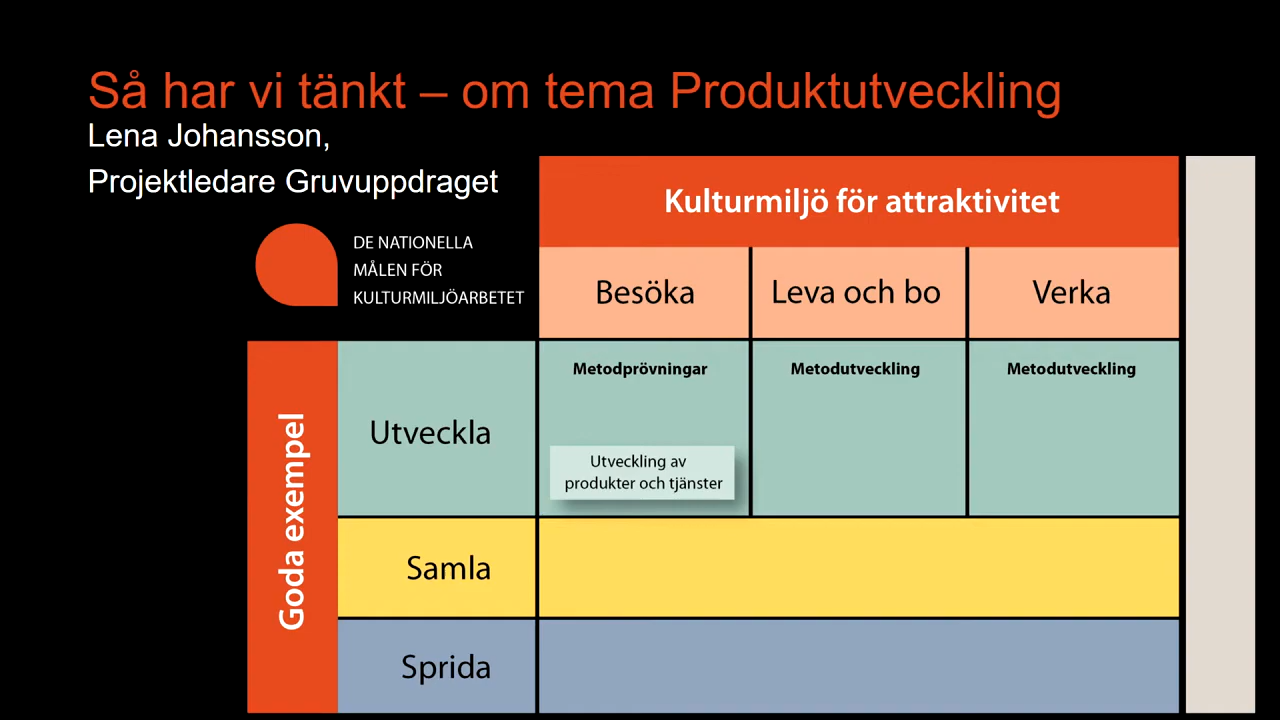 Så har vi tänkt – om tema Produktutveckling
Lena Johansson,
Projektledare Gruvuppdraget
DE NATIONELLA
MÅLEN FÖR
KULTURMILJÖARBETET
Kulturmiljö för attraktivitet
Besöka
Leva och bo
Verka
Goda exempel
Utveckla
Metodprövningar
Metodutveckling
Metodutveckling
Utveckling av
produkter och tjänster
Samla
Sprida